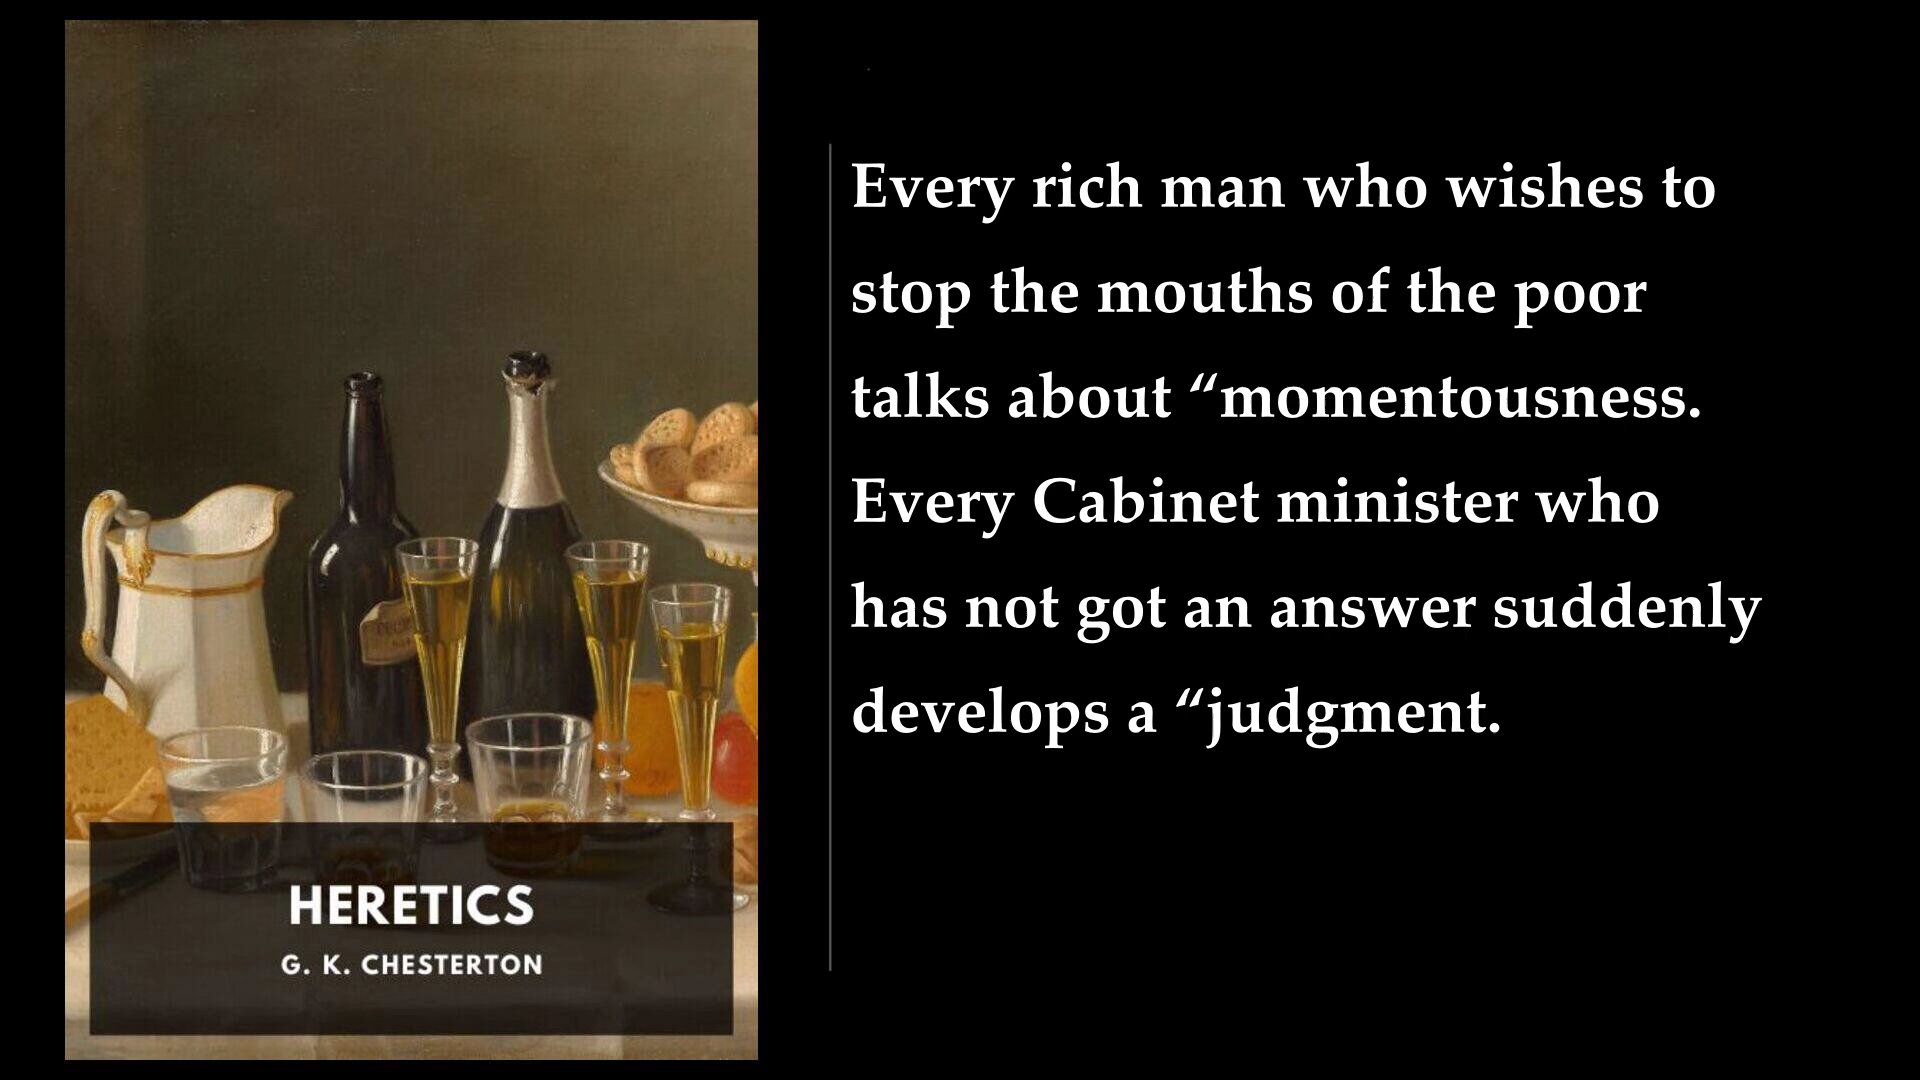 Every rich man who wishes to
stop the mouths of the poor
talks about “momentousness.
Every Cabinet minister who
has not got an answer suddenly
develops a “judgment.
HERETICS
G. K. CHESTERTON